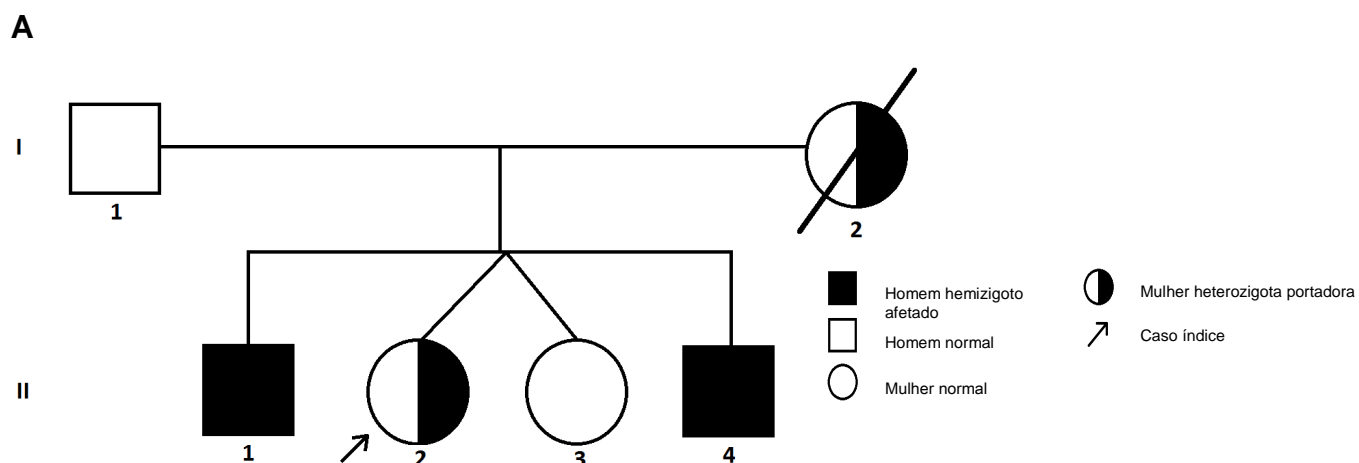 A
I
1
2
Homem hemizigoto
afetado
Mulher heterozigota portadora
Homem normal
Caso índice
Mulher normal
II
1
2
3
4